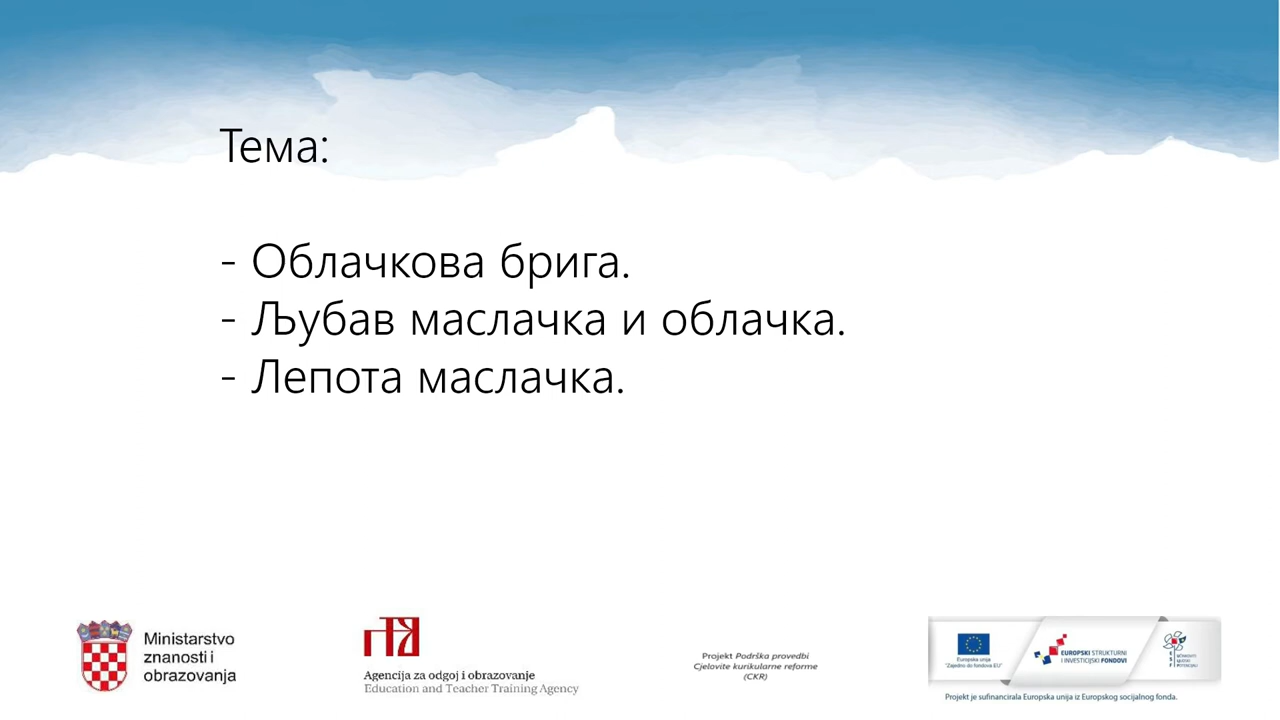 Тема:
- Облачкова брига.
- Љубав маслачка и облачка.
- Лепота маслачка.
Ministarstvo
znanosti i
obrazovanja
Agencija za odgoj i obrazovanje
Education and Teacher Training Agency
Projekt Podrška provedbi
Cjelovite kurikularne reforme
(CKR)
Europska unija
"Zajedno do fondova EU"
EUROPSKI STRUKTURNI
I INVESTICIJSKI FONDOVI
Projekt je sufinancirala Europska unija iz Europskog socijalnog fonda.